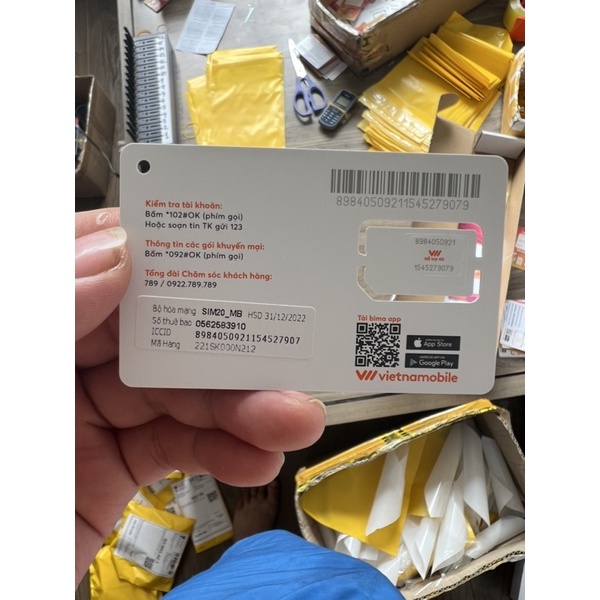 Kiểm tra tài khoản:
Bấm *102#OK (phím gọi)
Hoặc soạn tin TK gửi 123
Thông tin các gói khuyến mại:
Bấm *092#OK (phím gọi)
Tổng đài Chăm sóc khách hàng:
789 / 0922.789.789
89840509211545279079
8984050921
1545279079
Bộ hòa mạng SIM20_MB HSD 31/12/2022
Số thuê bao 0562583910
ICCID 8984050921154527907
Mã Hàng 221SK000N212
Tải bima app
App Store
Google Play
vietnamobile